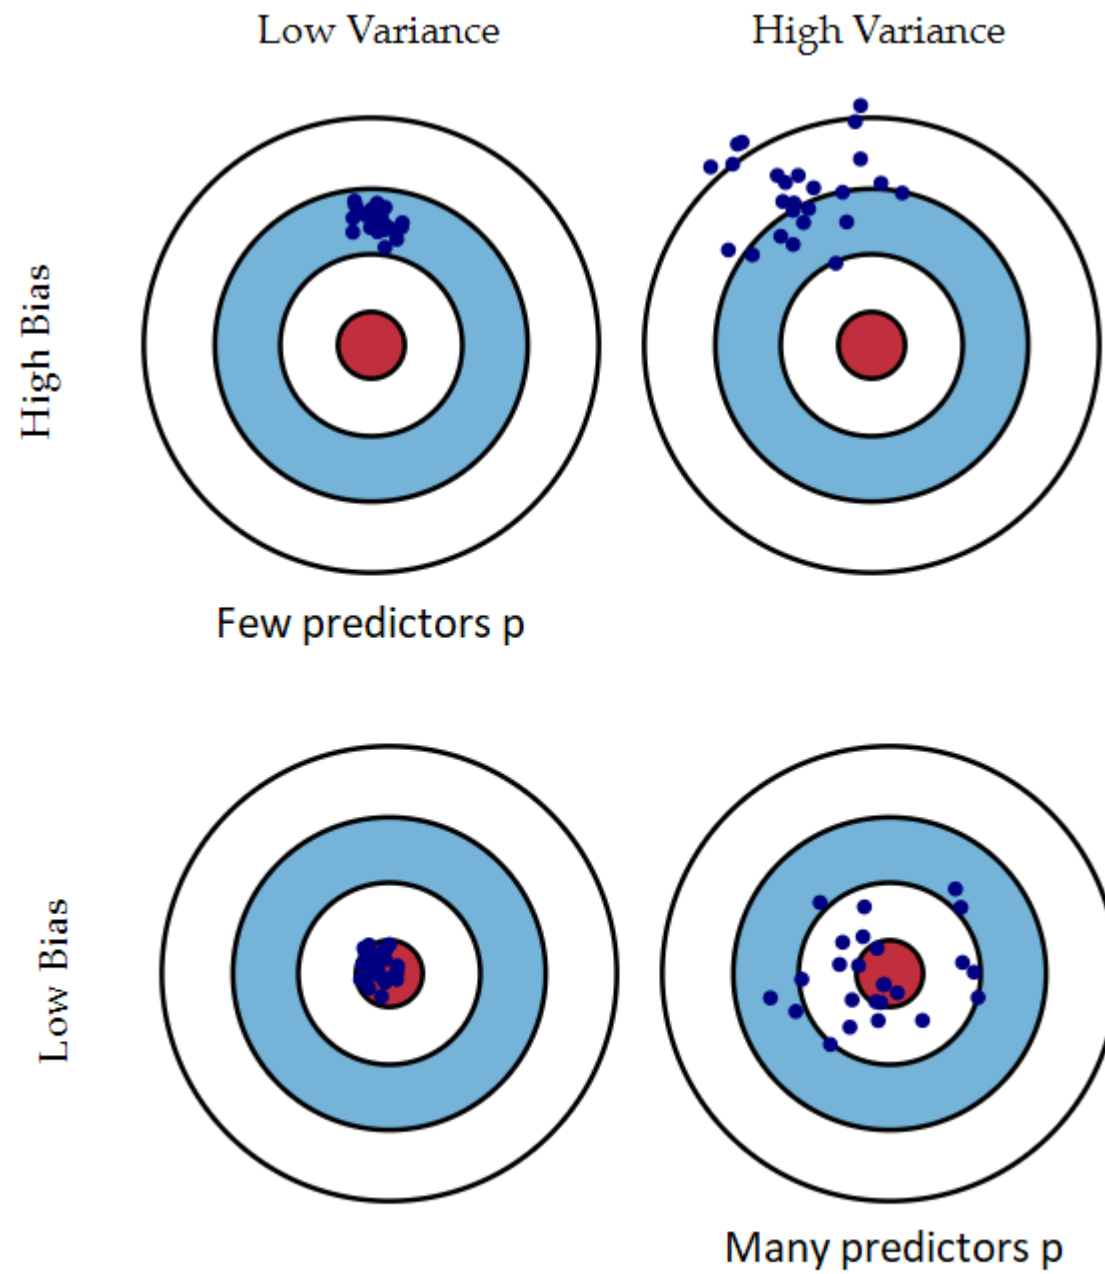 Low Variance
High Variance
High Bias
Few predictors p
Low Bias
Many predictors p